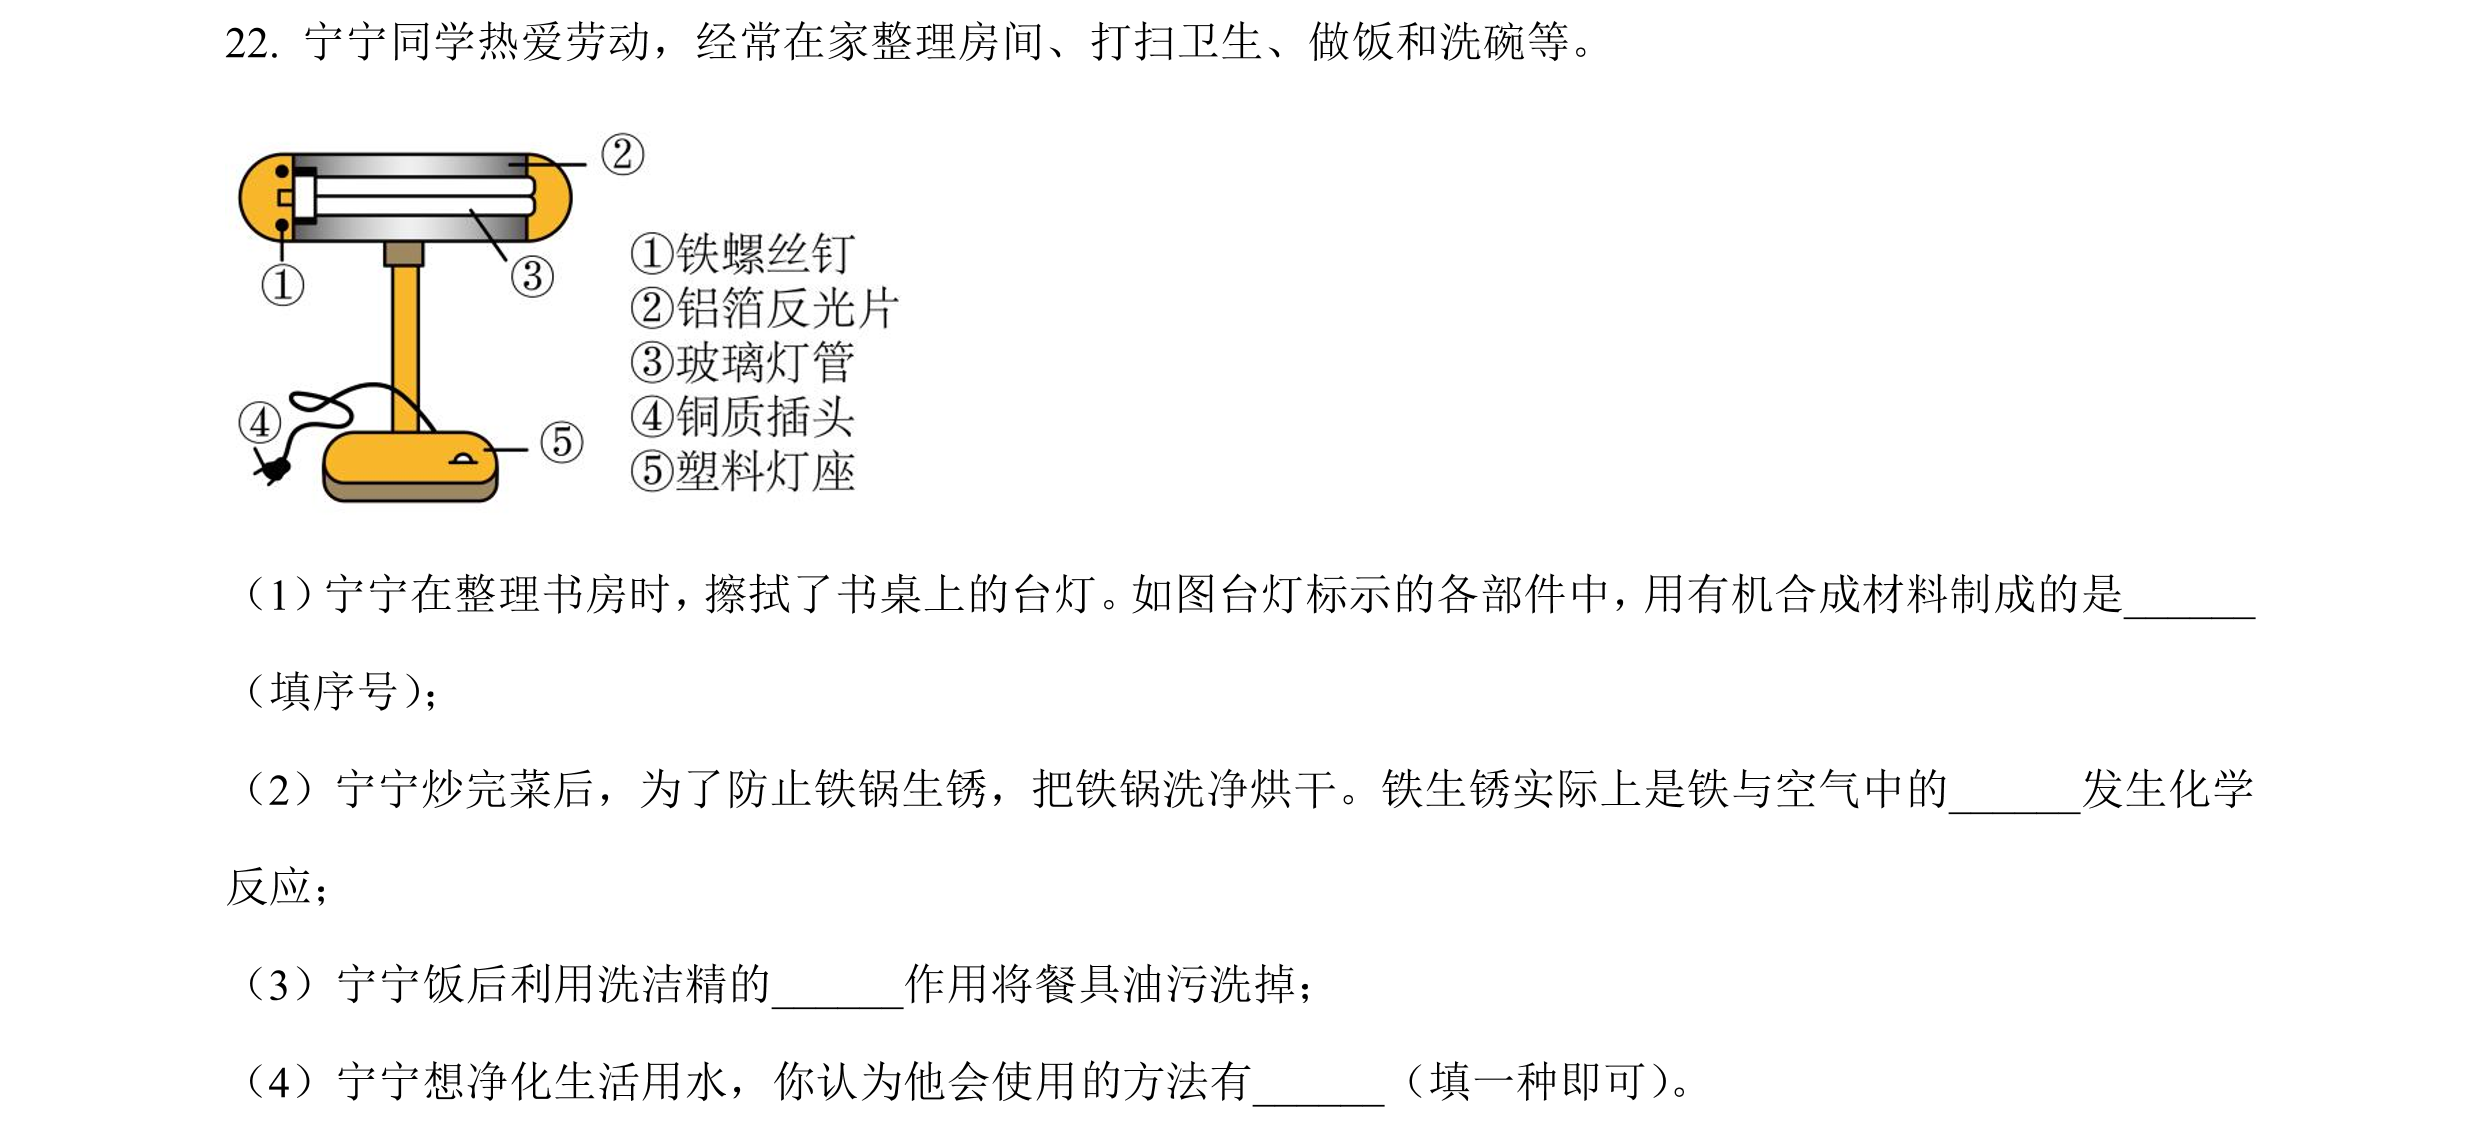 22. 宁宁同学热爱劳动，经常在家整理房间、打扫卫生、做饭和洗碗等。
②
①
③
④
⑤
①铁螺丝钉
②铝箔反光片
③玻璃灯管
④铜质插头
⑤塑料灯座
（1）宁宁在整理书房时，擦拭了书桌上的台灯。如图台灯标示的各部件中，用有机合成材料制成的是______
（填序号）；
（2）宁宁炒完菜后，为了防止铁锅生锈，把铁锅洗净烘干。铁生锈实际上是铁与空气中的______发生化学
反应；
（3）宁宁饭后利用洗洁精的______作用将餐具油污洗掉；
（4）宁宁想净化生活用水，你认为他会使用的方法有______（填一种即可）。